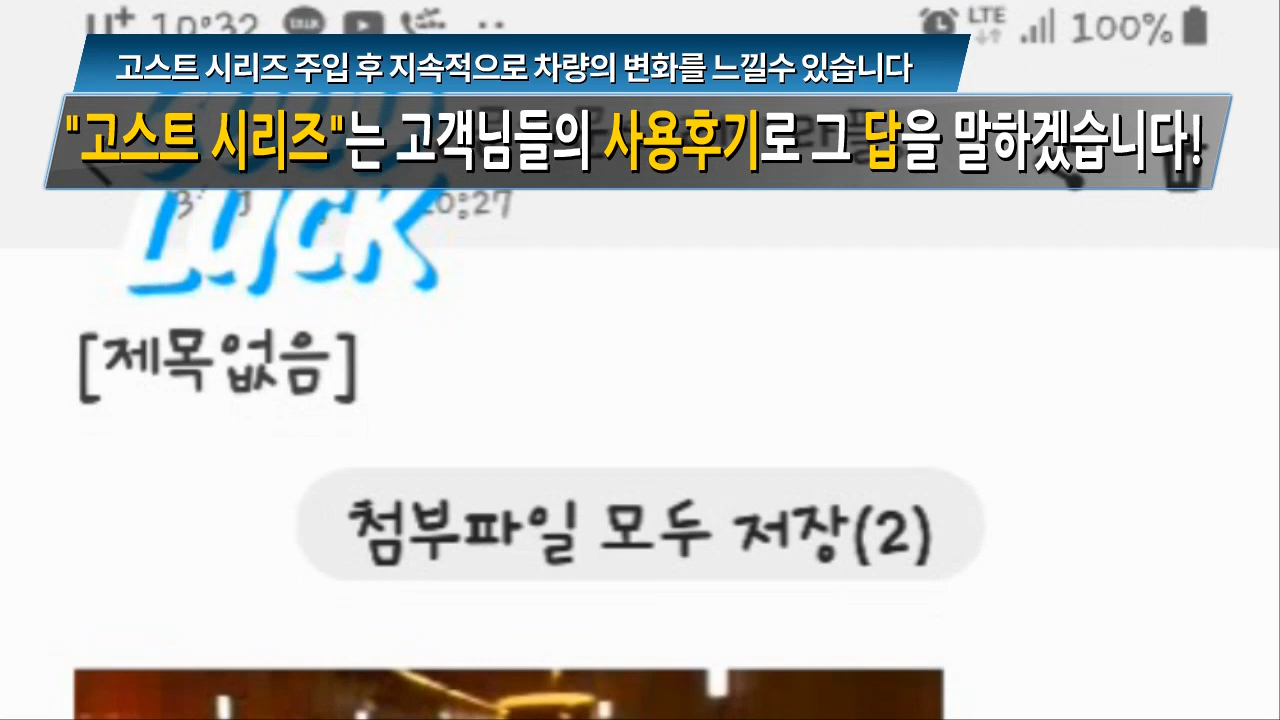 U+ 10:32 TALK LTE 100%
고스트 시리즈 주입 후 지속적으로 차량의 변화를 느낄수 있습니다
"고스트 시리즈"는 고객님들의 사용후기로 그 답을 말하겠습니다!
10:27
LUCK
[제목없음]
첨부파일 모두 저장(2)